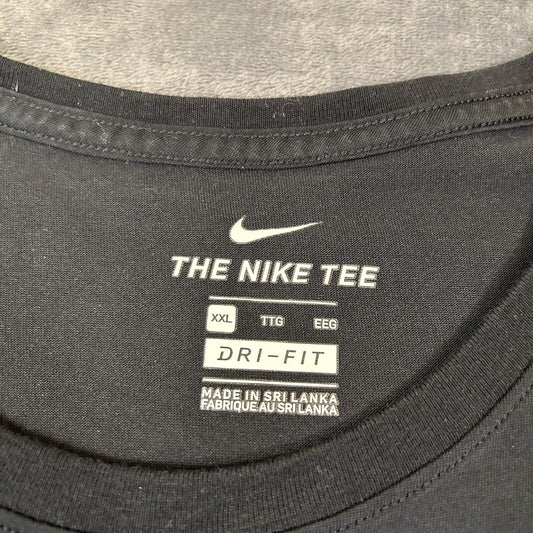 THE NIKE TEE
XXL TTG EEG
DRI-FIT
MADE IN SRI LANKA
FABRIQUE AU SRI LANKA